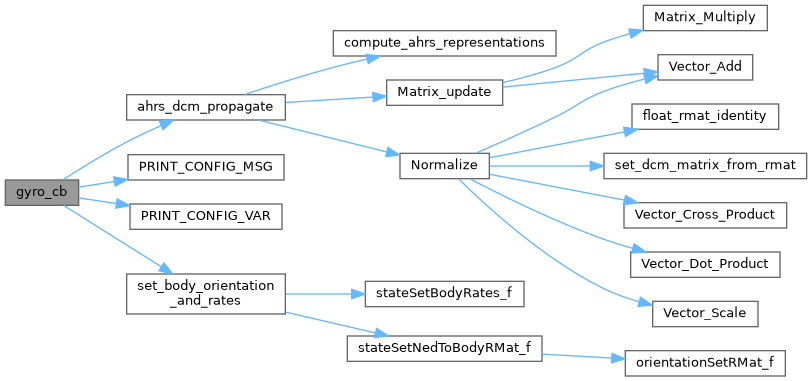 gyro_cb
ahrs_dcm_propagate
compute_ahrs_representations
Matrix_update
Matrix_Multiply
Vector_Add
Normalize
float_rmat_identity
set_dcm_matrix_from_rmat
Vector_Cross_Product
Vector_Dot_Product
Vector_Scale
PRINT_CONFIG_MSG
PRINT_CONFIG_VAR
set_body_orientation
_and_rates
stateSetBodyRates_f
stateSetNedToBodyRMat_f
orientationSetRMat_f